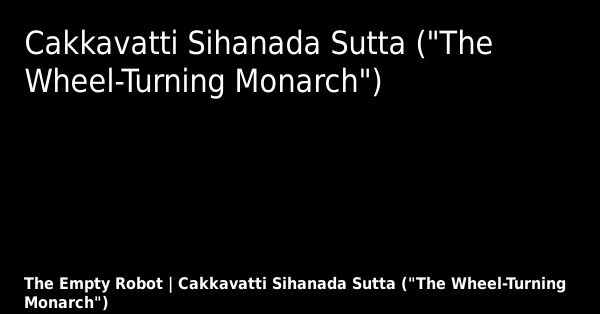 Cakkavatti Sihanada Sutta ("The
Wheel-Turning Monarch")
The Empty Robot | Cakkavatti Sihanada Sutta ("The Wheel-Turning
Monarch")